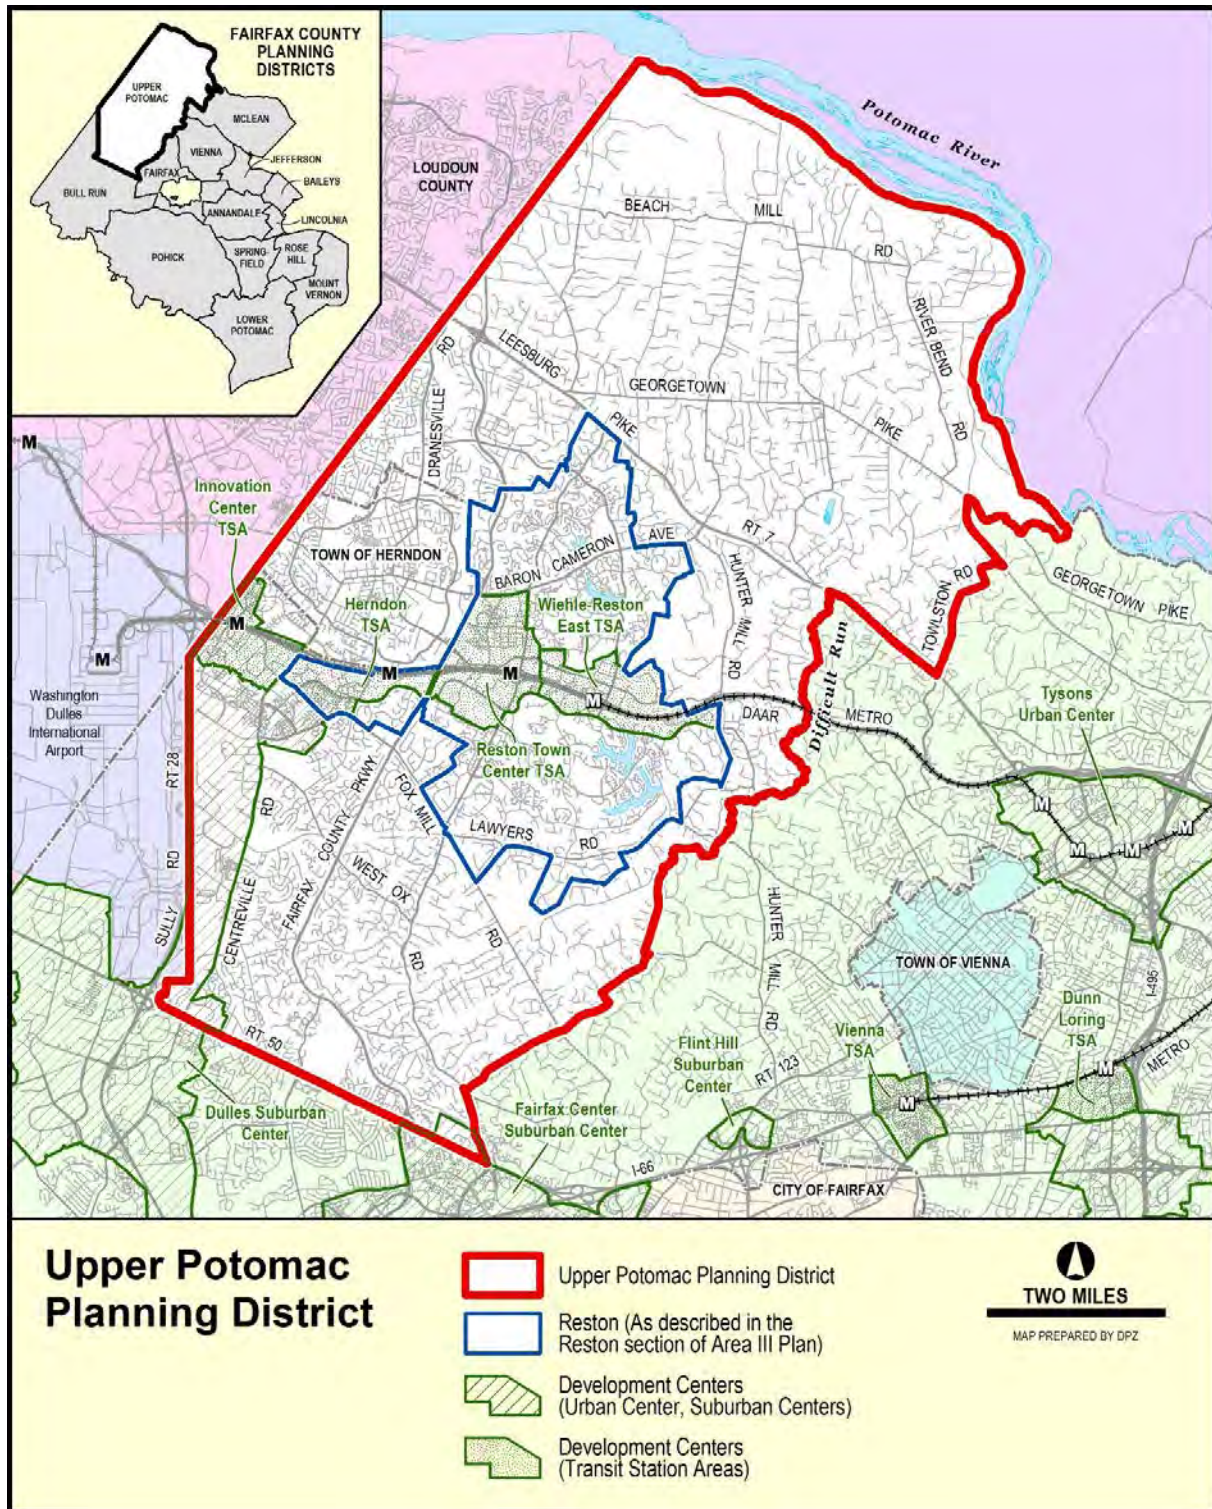 FAIRFAX COUNTY
PLANNING
DISTRICTS
UPPER
POTOMAC
MCLEAN
VIENNA
JEFFERSON
FAIRFAX
BAILEYS
BULL RUN
ANNANDALE
LINCOLNIA
POHICK
SPRING
FIELD
ROSE
HILL
MOUNT
VERNON
LOWER
POTOMAC
LOUDOUN
COUNTY
Potomac River
BEACH
MILL
RD
RIVER BEND
RD
LEESBURG
PIKE
GEORGETOWN
PIKE
DRANESVILLE
RD
RT 7
M
Innovation
Center
TSA
TOWN OF HERNDON
BARON
CAMERON
AVE
HUNTER
MILL
RD
TOWLSTON
RD
GEORGETOWN PIKE
Herndon
TSA
Wiehle-Reston
East TSA
M
M
M
M
M
Washington
Dulles
International
Airport
DAAR
METRO
Difficult Run
Tysons
Urban Center
Reston Town
Center TSA
RT 28
SULLY
RD
CENTREVILLE
RD
FAIRFAX
COUNTY
PKWY
FOX
MILL
RD
WEST OX
RD
LAWYERS
RD
M
M
M
M
HUNTER
MILL
RD
TOWN OF VIENNA
I-495
RT 50
Dulles Suburban
Center
Fairfax Center
Suburban Center
Flint Hill
Suburban
Center
RT 123
Vienna
TSA
Dunn
Loring
TSA
M
M
METRO
I-66
CITY OF FAIRFAX
Upper Potomac
Planning District
Upper Potomac Planning District
Reston (As described in the
Reston section of Area III Plan)
Development Centers
(Urban Center, Suburban Centers)
Development Centers
(Transit Station Areas)
TWO MILES
MAP PREPARED BY DPZ